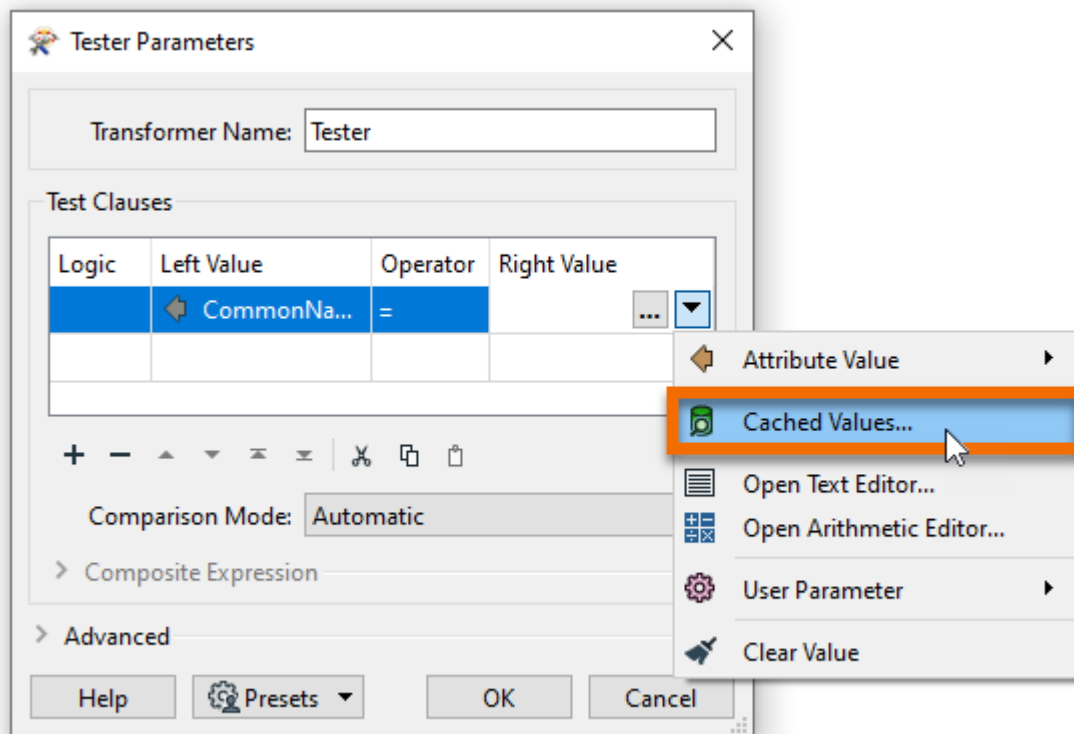 Tester Parameters
Transformer Name: Tester
Test Clauses
Logic Left Value Operator Right Value
CommonNa... = ...
Attribute Value
Cached Values...
Open Text Editor...
Open Arithmetic Editor...
User Parameter
Clear Value
Comparison Mode: Automatic
Composite Expression
Advanced
Help Presets OK Cancel